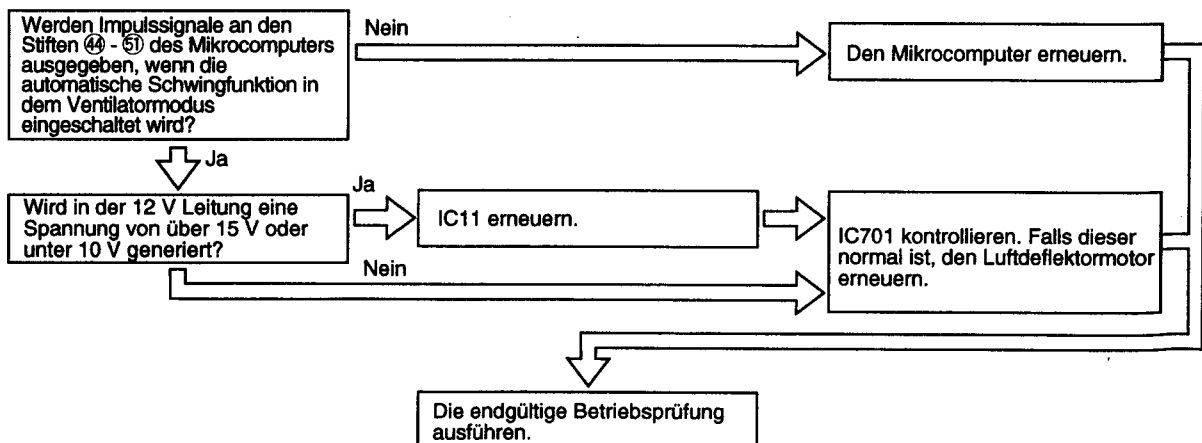 Werden Impulssignale an den
Stiften ㊹ - 51 des Mikrocomputers
ausgegeben, wenn die
automatische Schwingfunktion in
dem Ventilatormodus
eingeschaltet wird?
Nein
Den Mikrocomputer erneuern.
Ja
Wird in der 12 V Leitung eine
Spannung von über 15 V oder
unter 10 V generiert?
Ja
IC11 erneuern.
Nein
IC701 kontrollieren. Falls dieser
normal ist, den Luftdeflektormotor
erneuern.
Die endgültige Betriebsprüfung
ausführen.